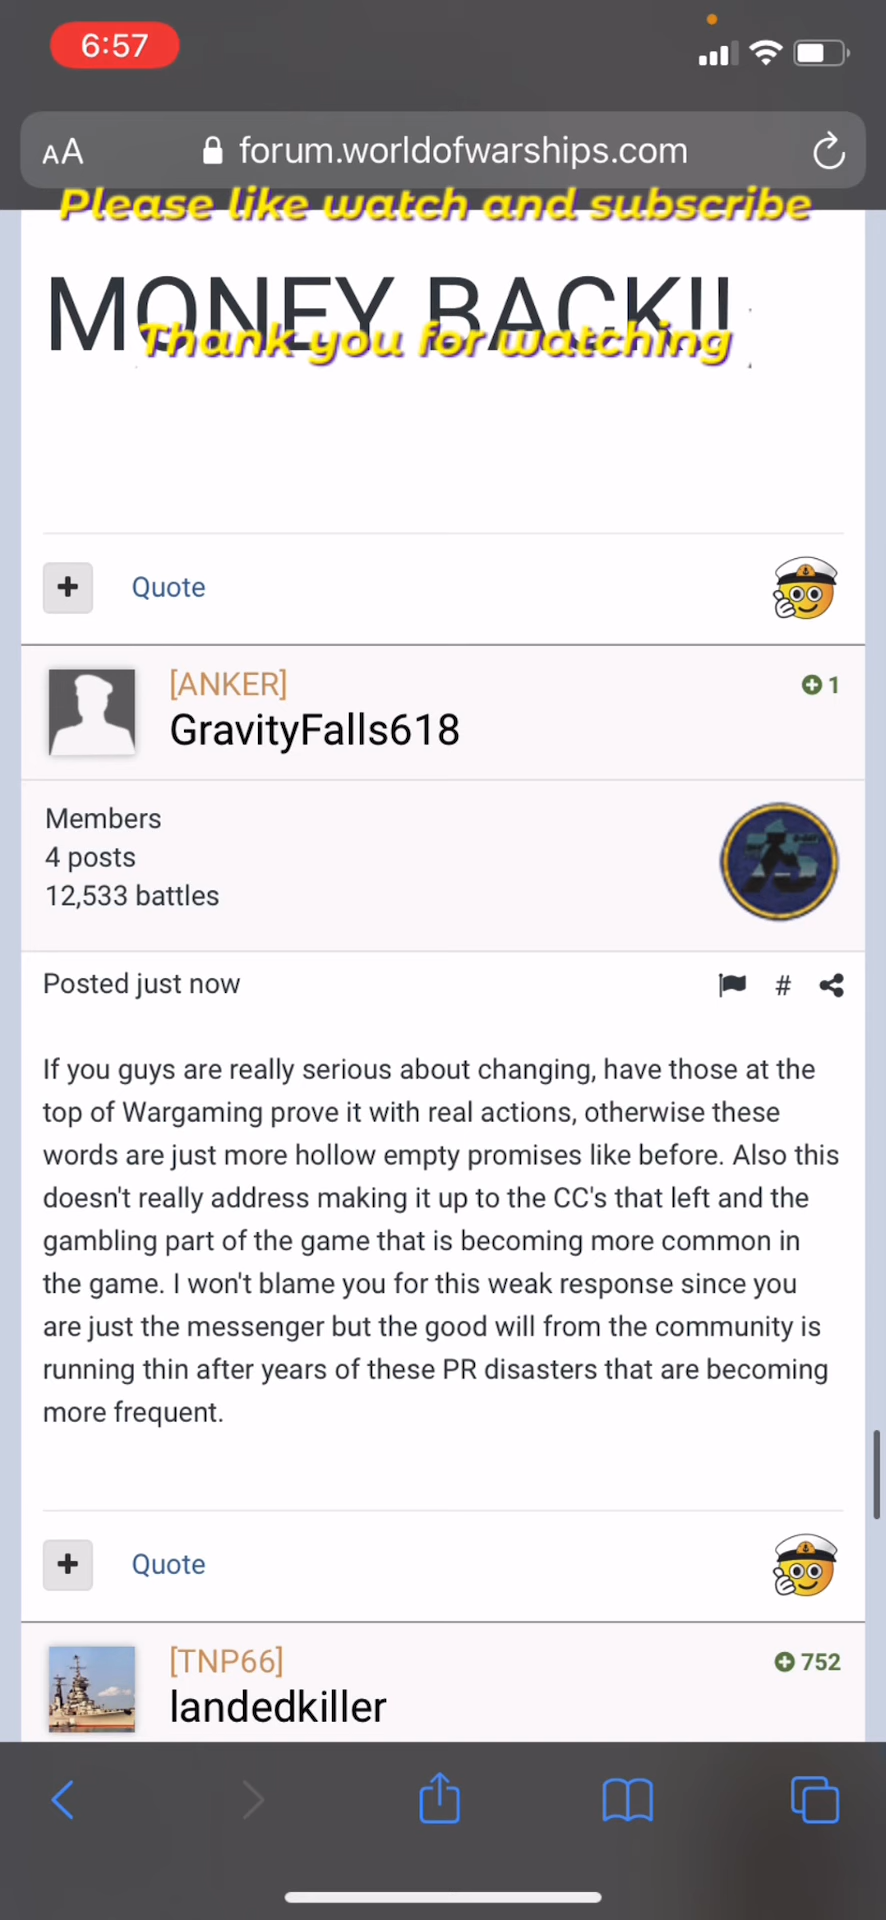 6:57
AA forum.worldofwarships.com
Please like watch and subscribe
MONEY BACK!!
Thank you for watching
+ Quote
[ANKER] 1
GravityFalls618
Members
4 posts
12,533 battles
Posted just now #
If you guys are really serious about changing, have those at the
top of Wargaming prove it with real actions, otherwise these
words are just more hollow empty promises like before. Also this
doesn't really address making it up to the CC's that left and the
gambling part of the game that is becoming more common in
the game. I won't blame you for this weak response since you
are just the messenger but the good will from the community is
running thin after years of these PR disasters that are becoming
more frequent.
+ Quote
[TNP66] 752
landedkiller